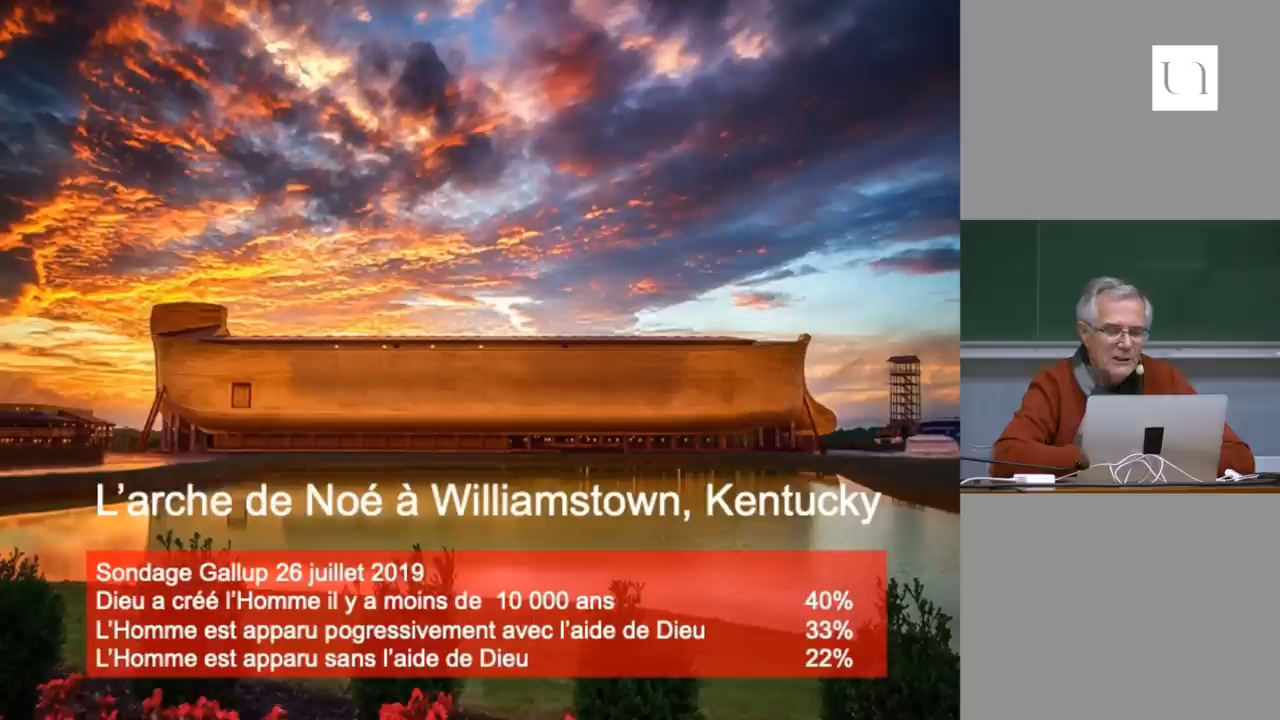 L'arche de Noé à Williamstown, Kentucky
Sondage Gallup 26 juillet 2019
Dieu a créé l'Homme il y a moins de 10 000 ans 40%
L'Homme est apparu pogressivement avec l'aide de Dieu 33%
L'Homme est apparu sans l'aide de Dieu 22%